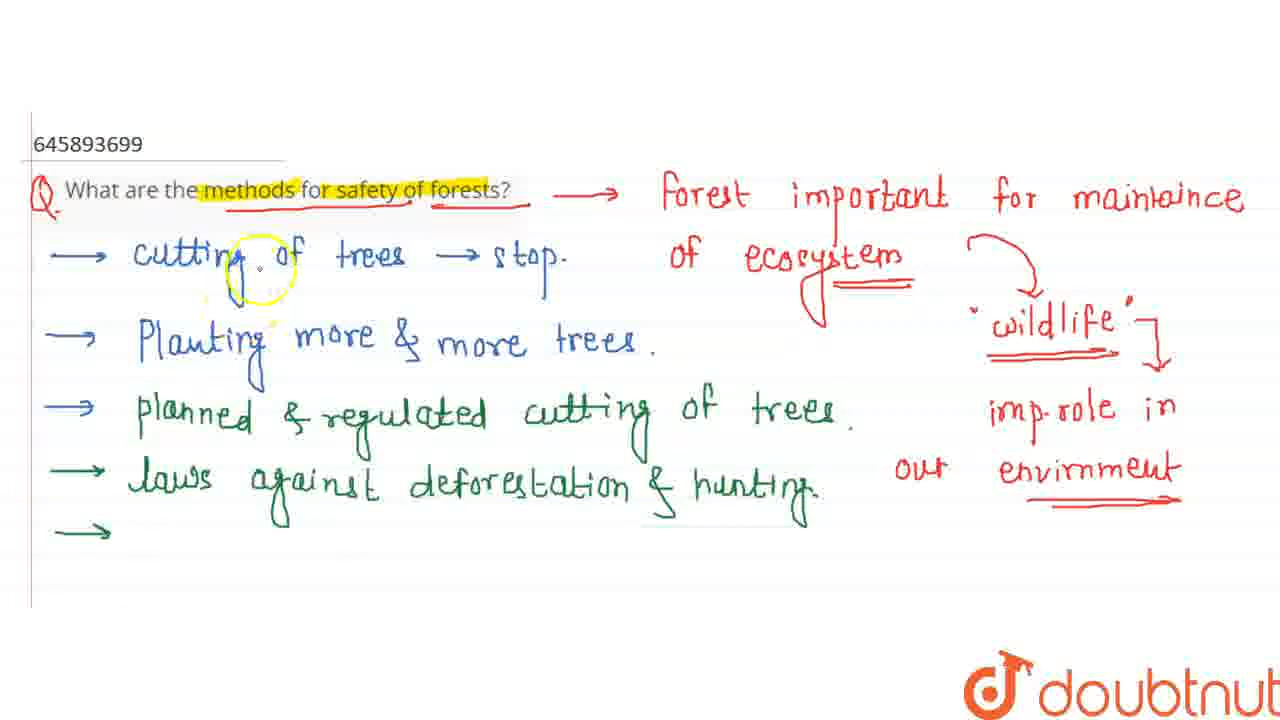 645893699
Q. What are the methods for safety of forests? → forest important for maintaince
of ecosystem
"wildlife"
imp. role in
our envirnment
→ cutting of trees → stop.
→ Planting more & more trees.
→ planned & regulated cutting of trees.
→ laws against deforestation & hunting.
→
doubtnut